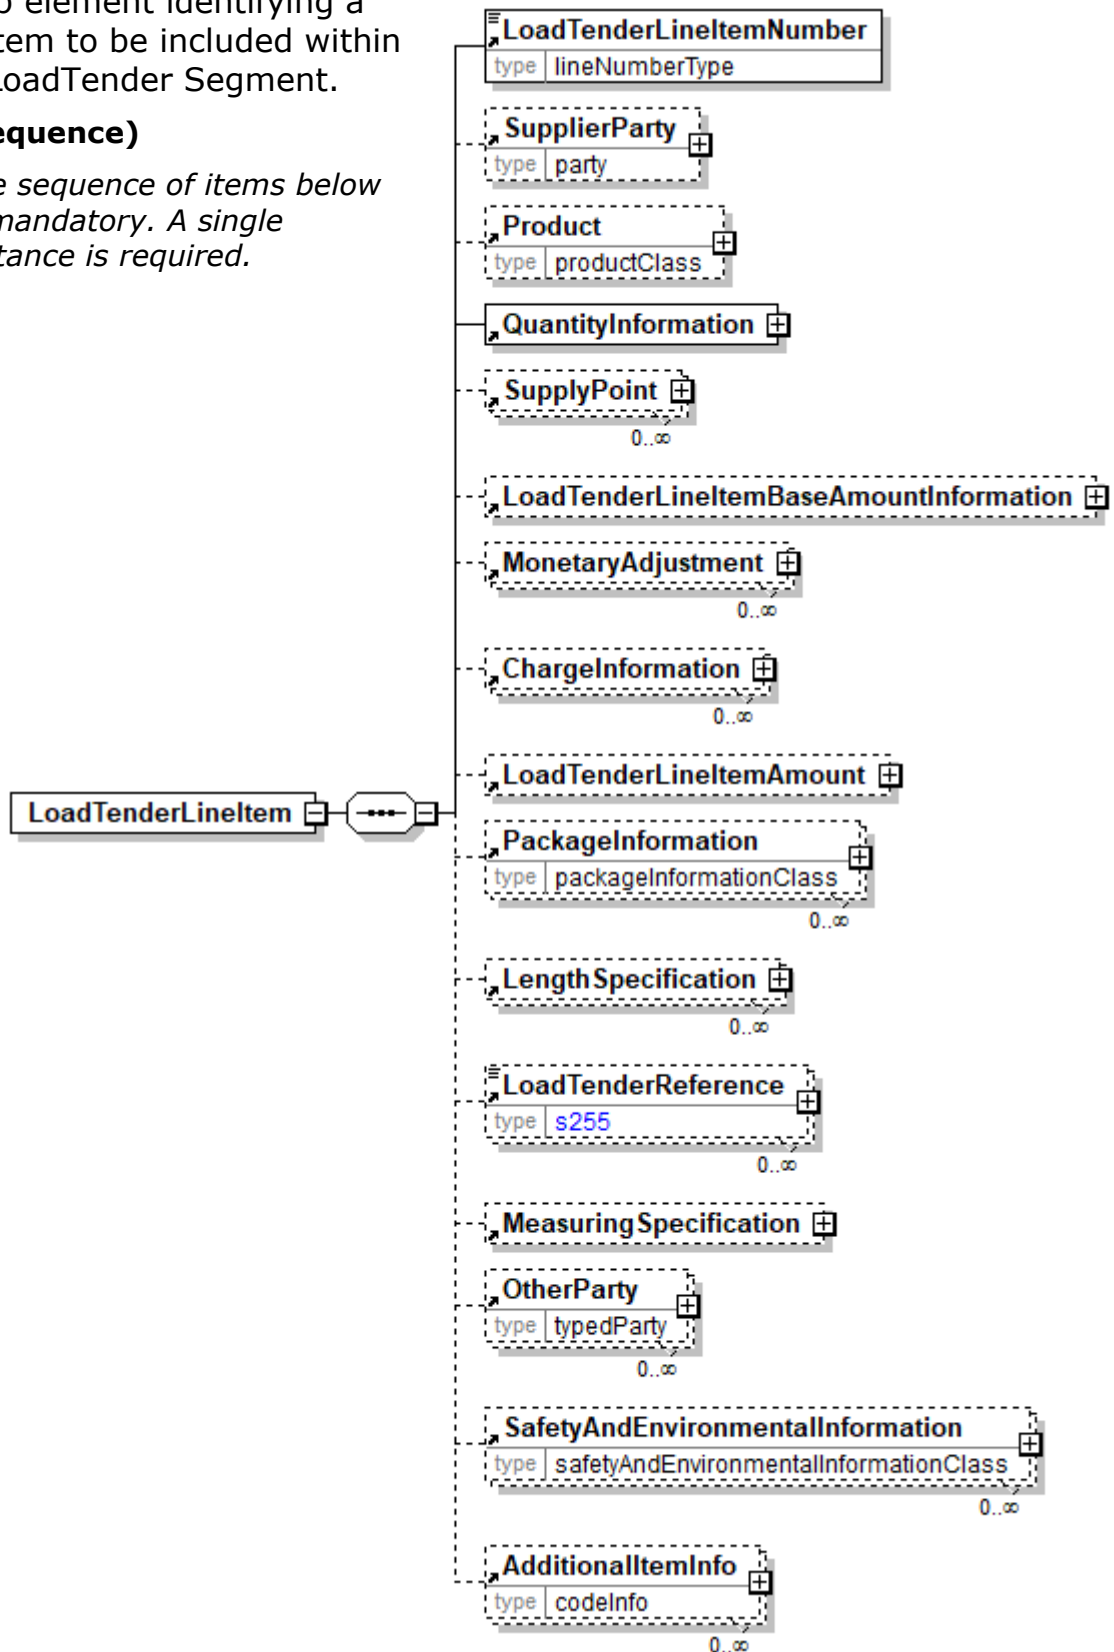 element identifying a
to be included within
LoadTender Segment.
sequence of items below
mandatory. A single
is required.
LoadTenderLineItem
LoadTenderLineItemNumber
type lineNumberType
SupplierParty
type party
Product
type productClass
QuantityInformation
SupplyPoint
0..∞
LoadTenderLineItemBaseAmountInformation
MonetaryAdjustment
0..∞
ChargeInformation
0..∞
LoadTenderLineItemAmount
PackageInformation
type packageInformationClass
0..∞
LengthSpecification
0..∞
LoadTenderReference
type s255
0..∞
MeasuringSpecification
OtherParty
type typedParty
0..∞
SafetyAndEnvironmentalInformation
type safetyAndEnvironmentalInformationClass
0..∞
AdditionalItemInfo
type codeInfo
0..∞